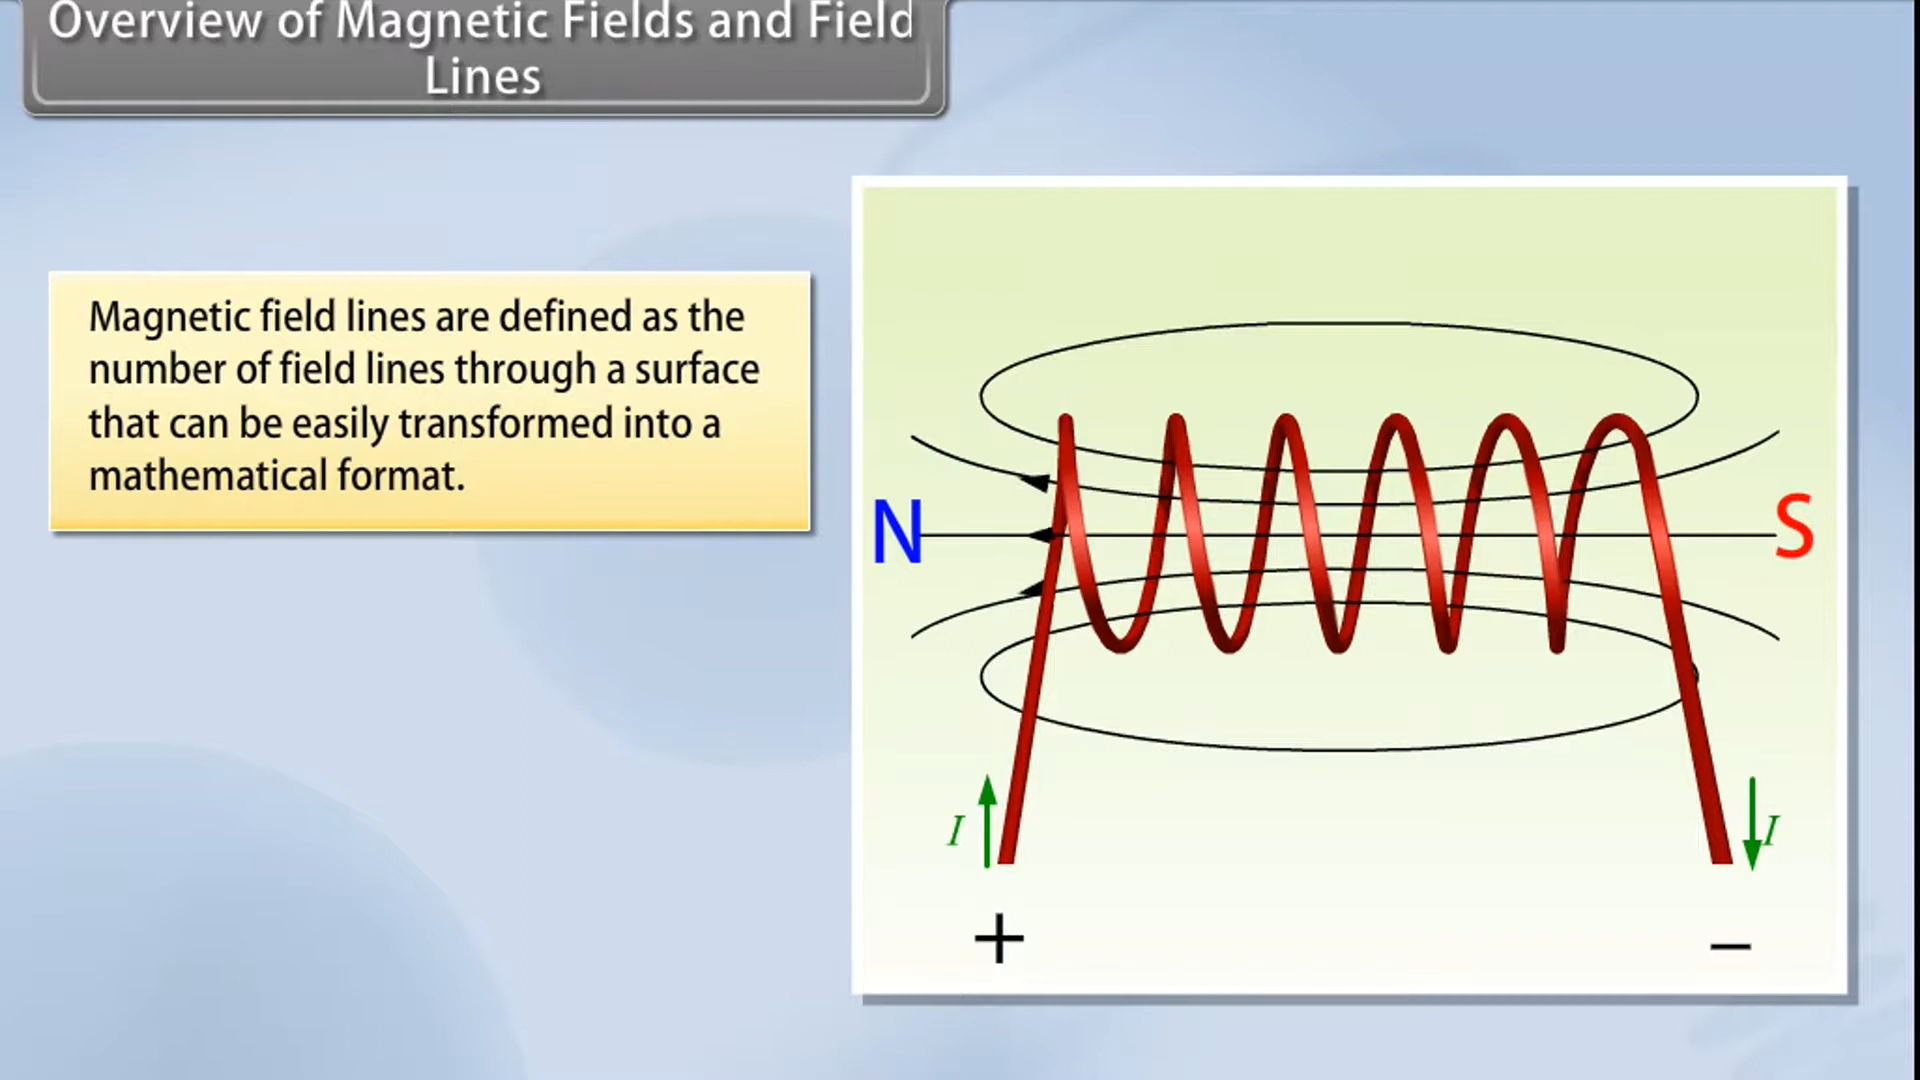 Overview of Magnetic Fields and Field
Lines
Magnetic field lines are defined as the
number of field lines through a surface
that can be easily transformed into a
mathematical format.
N
S
I
I
+
−